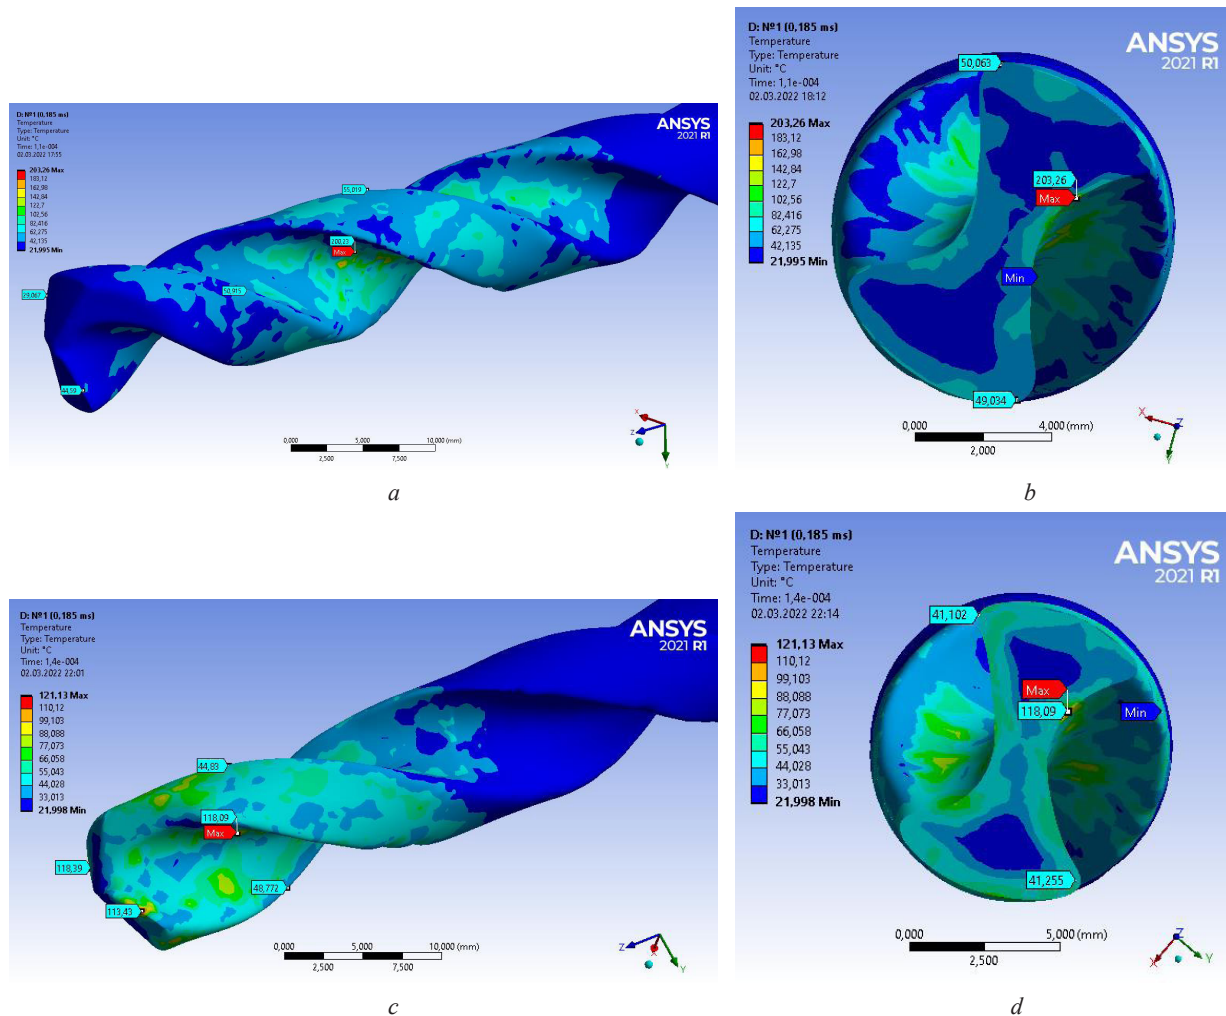 D: №1 (0,185 ms)
Temperature
Type: Temperature
Unit: °C
Time: 1,1e-004
02.03.2022 17:55
203,26 Max
183,12
162,98
142,84
122,7
102,56
82,416
62,275
42,135
21,995 Min
ANSYS
2021 R1
55,019
200,23
Max
50,915
29,067
44,59
0,000 5,000 10,000 (mm)
2,500 7,500
X
Z
Y
a
D: №1 (0,185 ms)
Temperature
Type: Temperature
Unit: °C
Time: 1,1e-004
02.03.2022 18:12
203,26 Max
183,12
162,98
142,84
122,7
102,56
82,416
62,275
42,135
21,995 Min
ANSYS
2021 R1
50,063
203,26
Max
Min
49,034
0,000 4,000 (mm)
2,000
X
Z
Y
b
D: №1 (0,185 ms)
Temperature
Type: Temperature
Unit: °C
Time: 1,4e-004
02.03.2022 22:01
121,13 Max
110,12
99,103
88,088
77,073
66,058
55,043
44,028
33,013
21,998 Min
ANSYS
2021 R1
44,83
118,09
Max
118,39
48,772
113,43
0,000 5,000 10,000 (mm)
2,500 7,500
Z
X
Y
c
D: №1 (0,185 ms)
Temperature
Type: Temperature
Unit: °C
Time: 1,4e-004
02.03.2022 22:14
121,13 Max
110,12
99,103
88,088
77,073
66,058
55,043
44,028
33,013
21,998 Min
ANSYS
2021 R1
41,102
Max
118,09
Min
41,255
0,000 5,000 (mm)
2,500
Z
X
Y
d